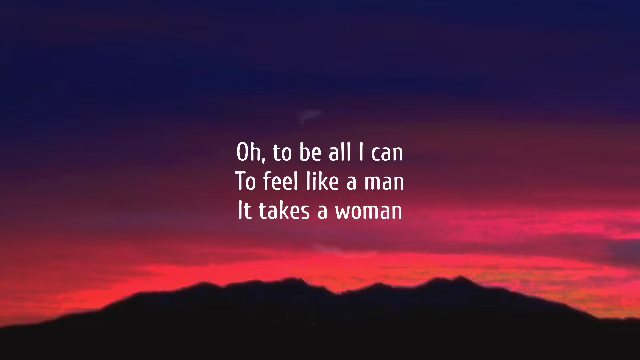 Oh, to be all I can
To feel like a man
It takes a woman